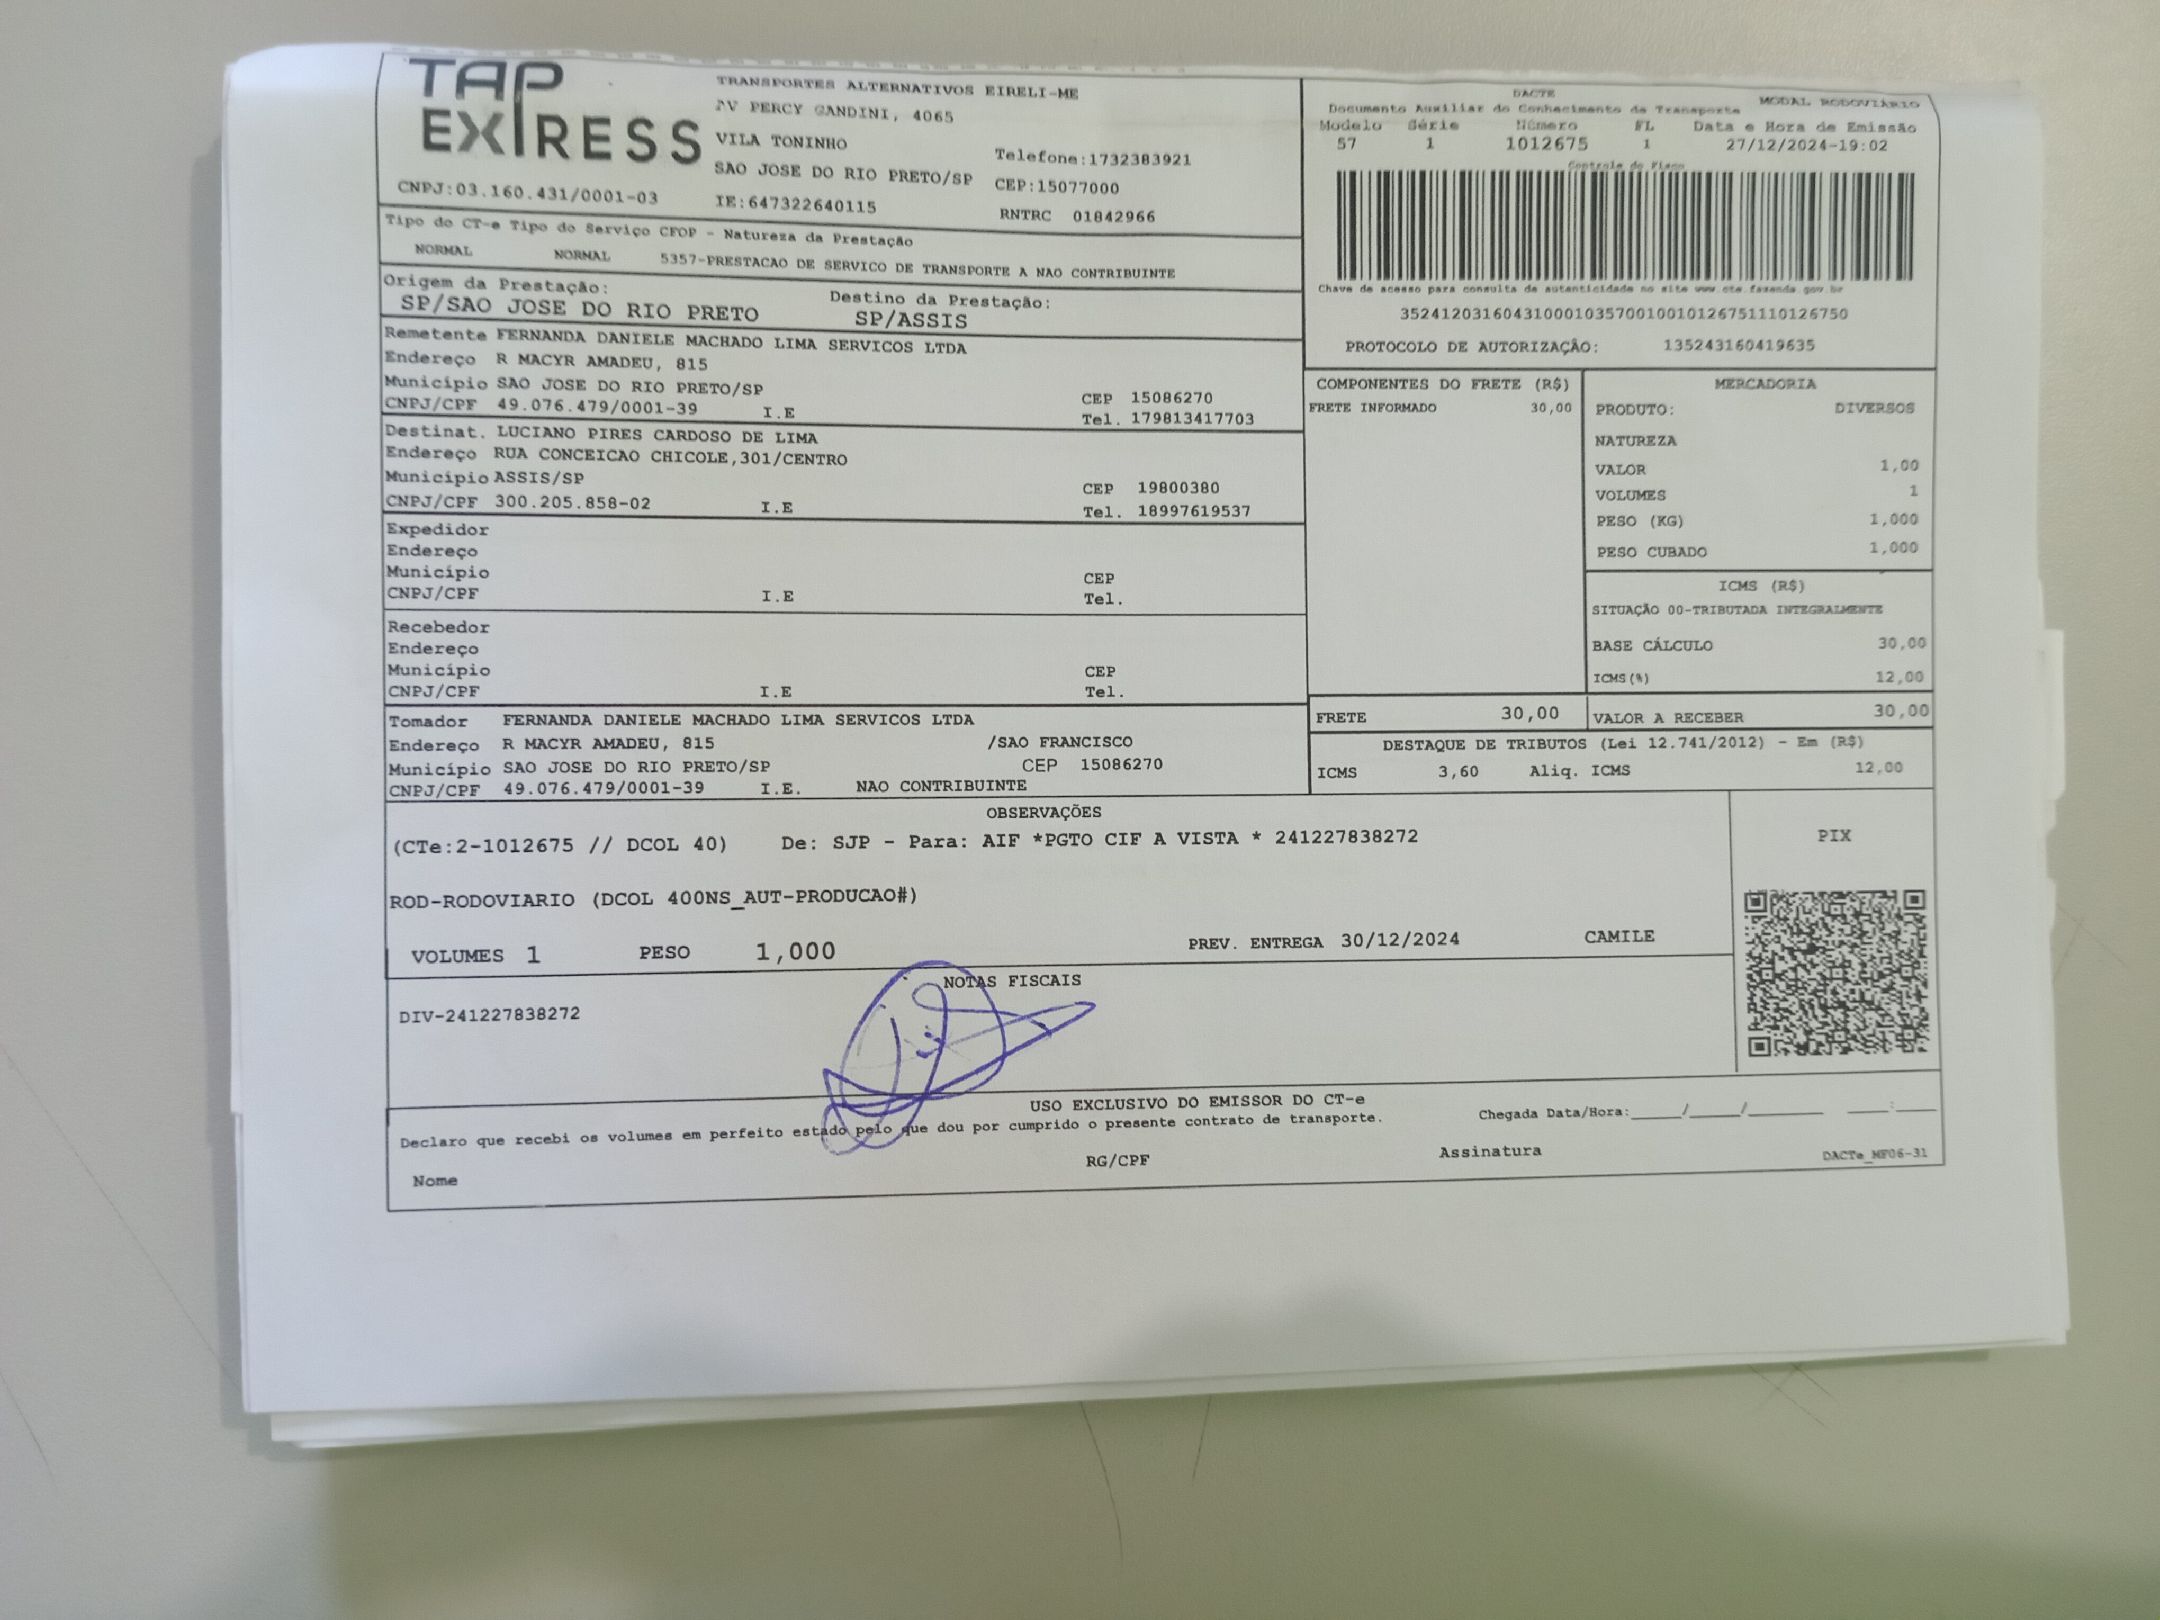 TAP EXPRESS
CNPJ:03.160.431/0001-03
TRANSPORTES ALTERNATIVOS EIRELI-ME
AV PERCY GANDINI, 4065
VILA TONINHO
SAO JOSE DO RIO PRETO/SP
IE:647322640115
Telefone:1732383921
CEP:15077000
RNTRC 01842966
DACTE
Documento Auxiliar do Conhecimento de Transporte MODAL RODOVIÁRIO
Modelo Série Número FL Data e Hora de Emissão
57 1 1012675 1 27/12/2024-19:02
Controle do Fisco
Chave de acesso para consulta de autenticidade no site www.cte.fazenda.gov.br
35241203160431000103570010010126751110126750
PROTOCOLO DE AUTORIZAÇÃO: 135243160419635
Tipo do CT-e Tipo do Serviço CFOP - Natureza da Prestação
NORMAL NORMAL 5357-PRESTACAO DE SERVICO DE TRANSPORTE A NAO CONTRIBUINTE
Origem da Prestação: Destino da Prestação:
SP/SAO JOSE DO RIO PRETO SP/ASSIS
Remetente FERNANDA DANIELE MACHADO LIMA SERVICOS LTDA
Endereço R MACYR AMADEU, 815
Município SAO JOSE DO RIO PRETO/SP CEP 15086270
CNPJ/CPF 49.076.479/0001-39 I.E Tel. 179813417703
Destinat. LUCIANO PIRES CARDOSO DE LIMA
Endereço RUA CONCEICAO CHICOLE,301/CENTRO
Município ASSIS/SP CEP 19800380
CNPJ/CPF 300.205.858-02 I.E Tel. 18997619537
Expedidor
Endereço
Município CEP
CNPJ/CPF I.E Tel.
Recebedor
Endereço
Município CEP
CNPJ/CPF I.E Tel.
Tomador FERNANDA DANIELE MACHADO LIMA SERVICOS LTDA
Endereço R MACYR AMADEU, 815 /SAO FRANCISCO
Município SAO JOSE DO RIO PRETO/SP CEP 15086270
CNPJ/CPF 49.076.479/0001-39 I.E. NAO CONTRIBUINTE
COMPONENTES DO FRETE (R$)
FRETE INFORMADO 30,00
MERCADORIA
PRODUTO: DIVERSOS
NATUREZA
VALOR 1,00
VOLUMES 1
PESO (KG) 1,000
PESO CUBADO 1,000
ICMS (R$)
SITUAÇÃO 00-TRIBUTADA INTEGRALMENTE
BASE CÁLCULO 30,00
ICMS(%) 12,00
FRETE 30,00 VALOR A RECEBER 30,00
DESTAQUE DE TRIBUTOS (Lei 12.741/2012) - Em (R$)
ICMS 3,60 Aliq. ICMS 12,00
OBSERVAÇÕES
(CTe:2-1012675 // DCOL 40) De: SJP - Para: AIF *PGTO CIF A VISTA * 241227838272
ROD-RODOVIARIO (DCOL 400NS_AUT-PRODUCAO#)
VOLUMES 1 PESO 1,000 PREV. ENTREGA 30/12/2024 CAMILE
PIX
NOTAS FISCAIS
DIV-241227838272
USO EXCLUSIVO DO EMISSOR DO CT-e
Declaro que recebi os volumes em perfeito estado pelo que dou por cumprido o presente contrato de transporte. Chegada Data/Hora:_____/_____/_______ ____:____
Nome RG/CPF Assinatura DACTe_MF06-31